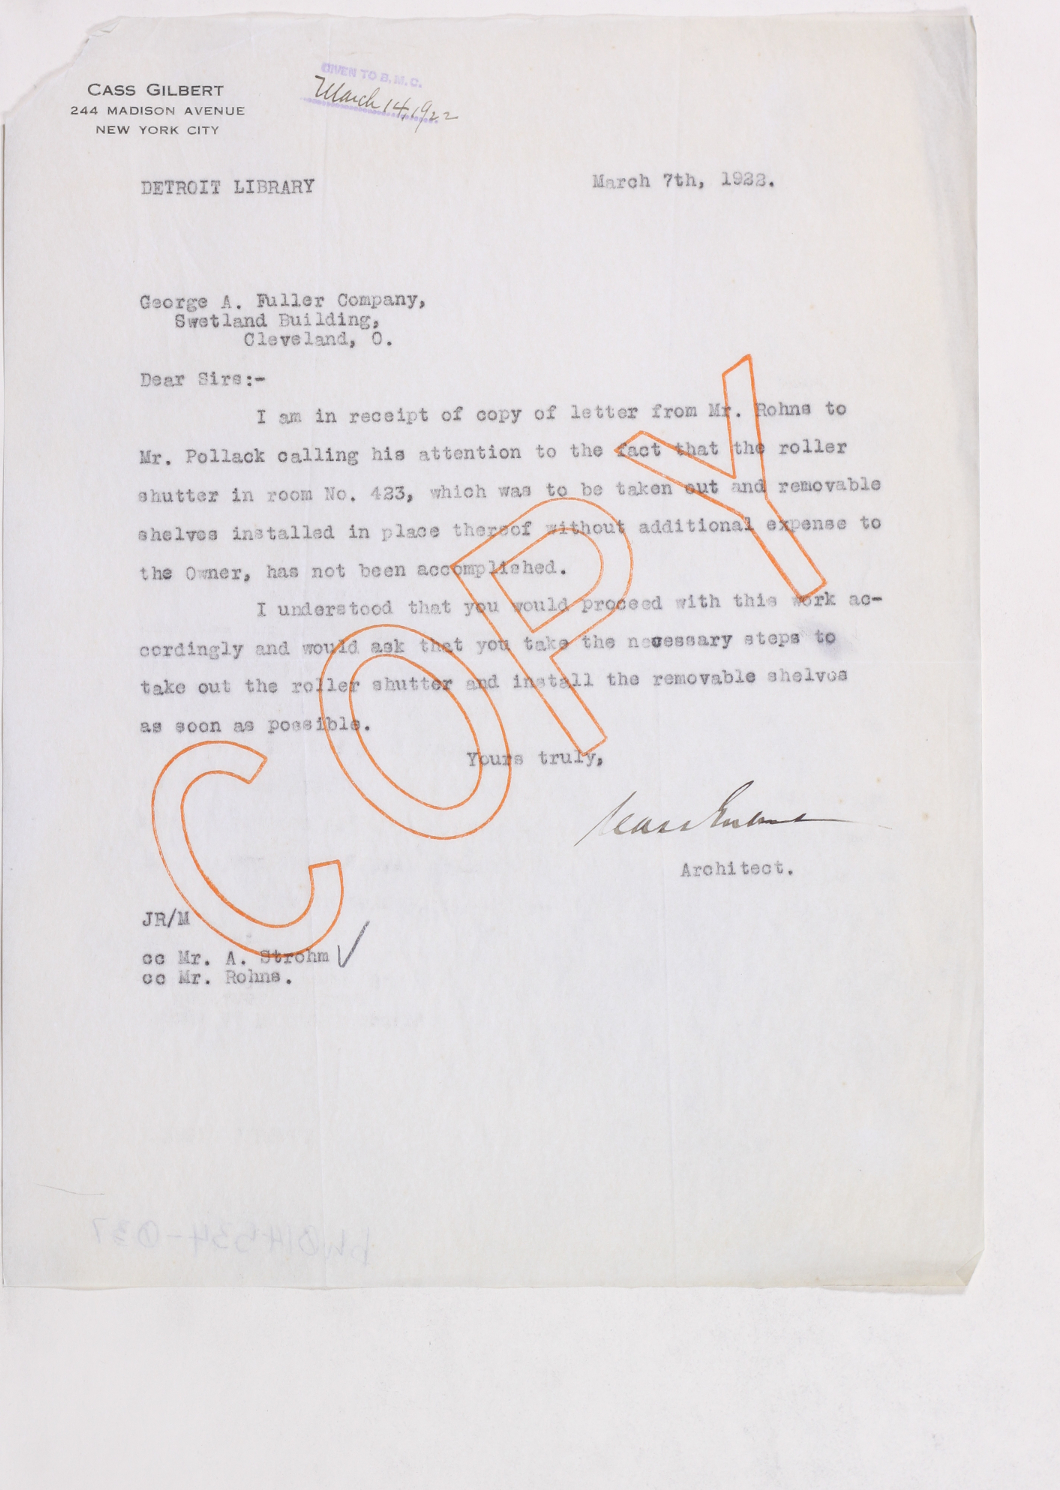 CASS GILBERT
244 MADISON AVENUE
NEW YORK CITY
GIVEN TO B. M. C.
March 14, 1922
DETROIT LIBRARY
March 7th, 1922.
George A. Fuller Company,
Swetland Building,
Cleveland, O.
Dear Sirs:-
I am in receipt of copy of letter from Mr. Rohns to
Mr. Pollack calling his attention to the fact that the roller
shutter in room No. 423, which was to be taken out and removable
shelves installed in place thereof without additional expense to
the Owner, has not been accomplished.
I understood that you would proceed with this work ac-
cordingly and would ask that you take the necessary steps to
take out the roller shutter and install the removable shelves
as soon as possible.
Yours truly,
Cass Gilbert
Architect.
JR/M
cc Mr. A. Strohm
cc Mr. Rohns.
COPY